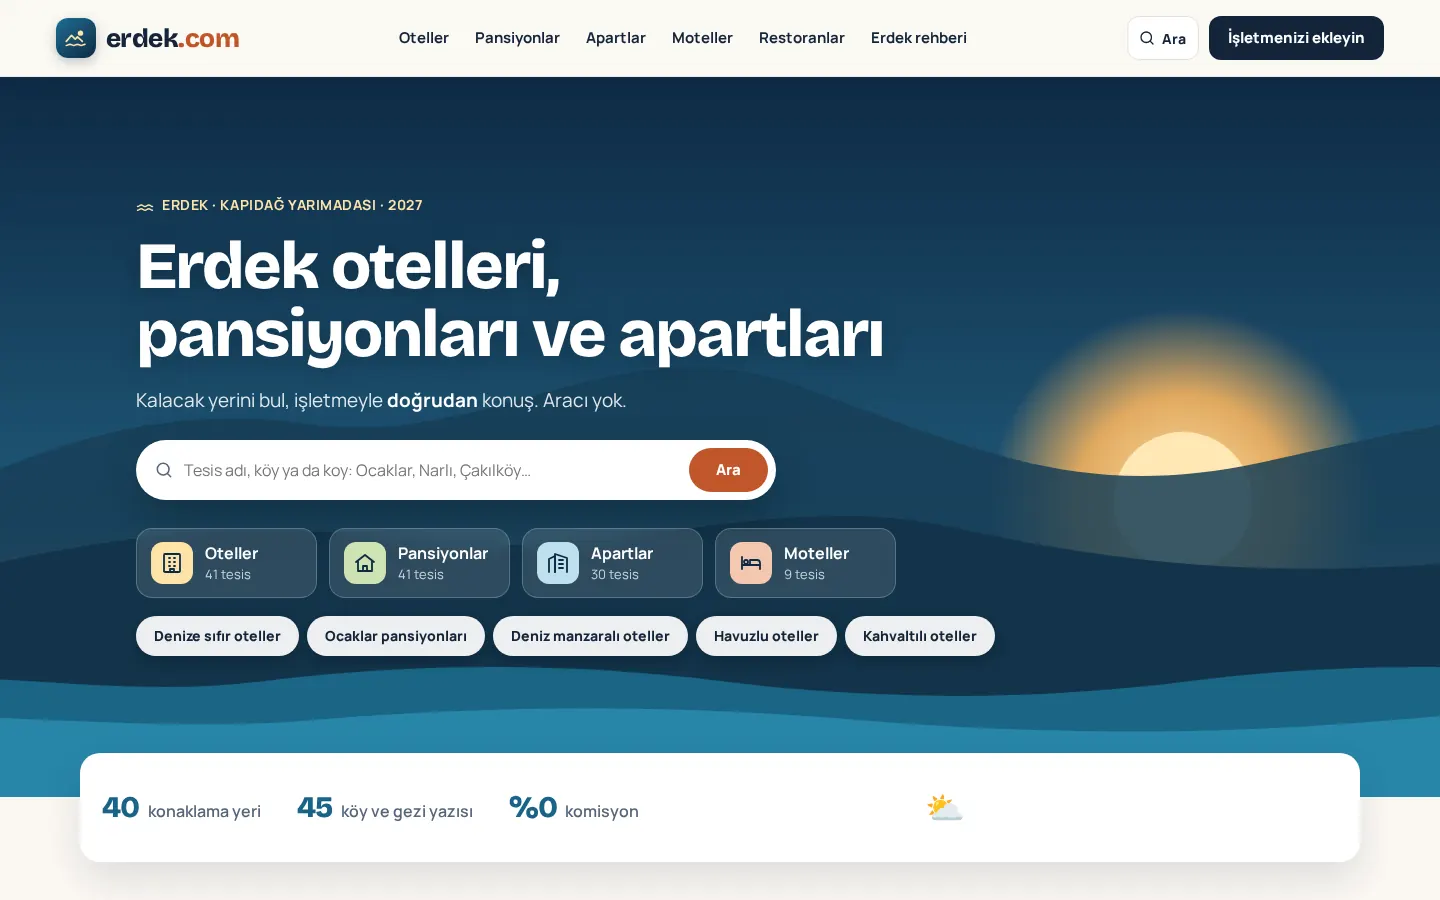 erdek.com
Oteller
Pansiyonlar
Apartlar
Moteller
Restoranlar
Erdek rehberi
Ara
İşletmenizi ekleyin
ERDEK · KAPIDAĞ YARIMADASI · 2027
Erdek otelleri,
pansiyonları ve apartları
Kalacak yerini bul, işletmeyle doğrudan konuş. Aracı yok.
Tesis adı, köy ya da koy: Ocaklar, Narlı, Çakılköy...
Ara
Oteller
41 tesis
Pansiyonlar
41 tesis
Apartlar
30 tesis
Moteller
9 tesis
Denize sıfır oteller
Ocaklar pansiyonları
Deniz manzaralı oteller
Havuzlu oteller
Kahvaltılı oteller
40 konaklama yeri
45 köy ve gezi yazısı
%0 komisyon